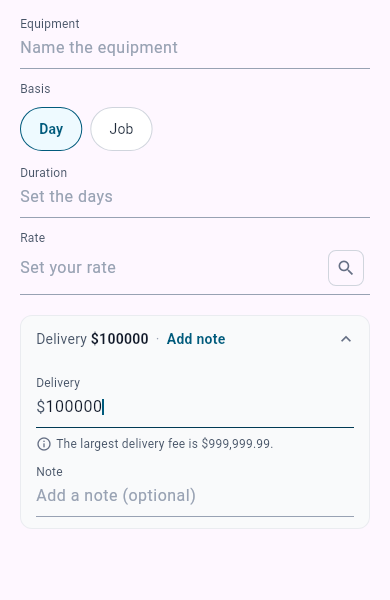 Equipment
Name the equipment
Basis
Day Job
Duration
Set the days
Rate
Set your rate
Delivery $100000 · Add note
Delivery
$100000
The largest delivery fee is $999,999.99.
Note
Add a note (optional)